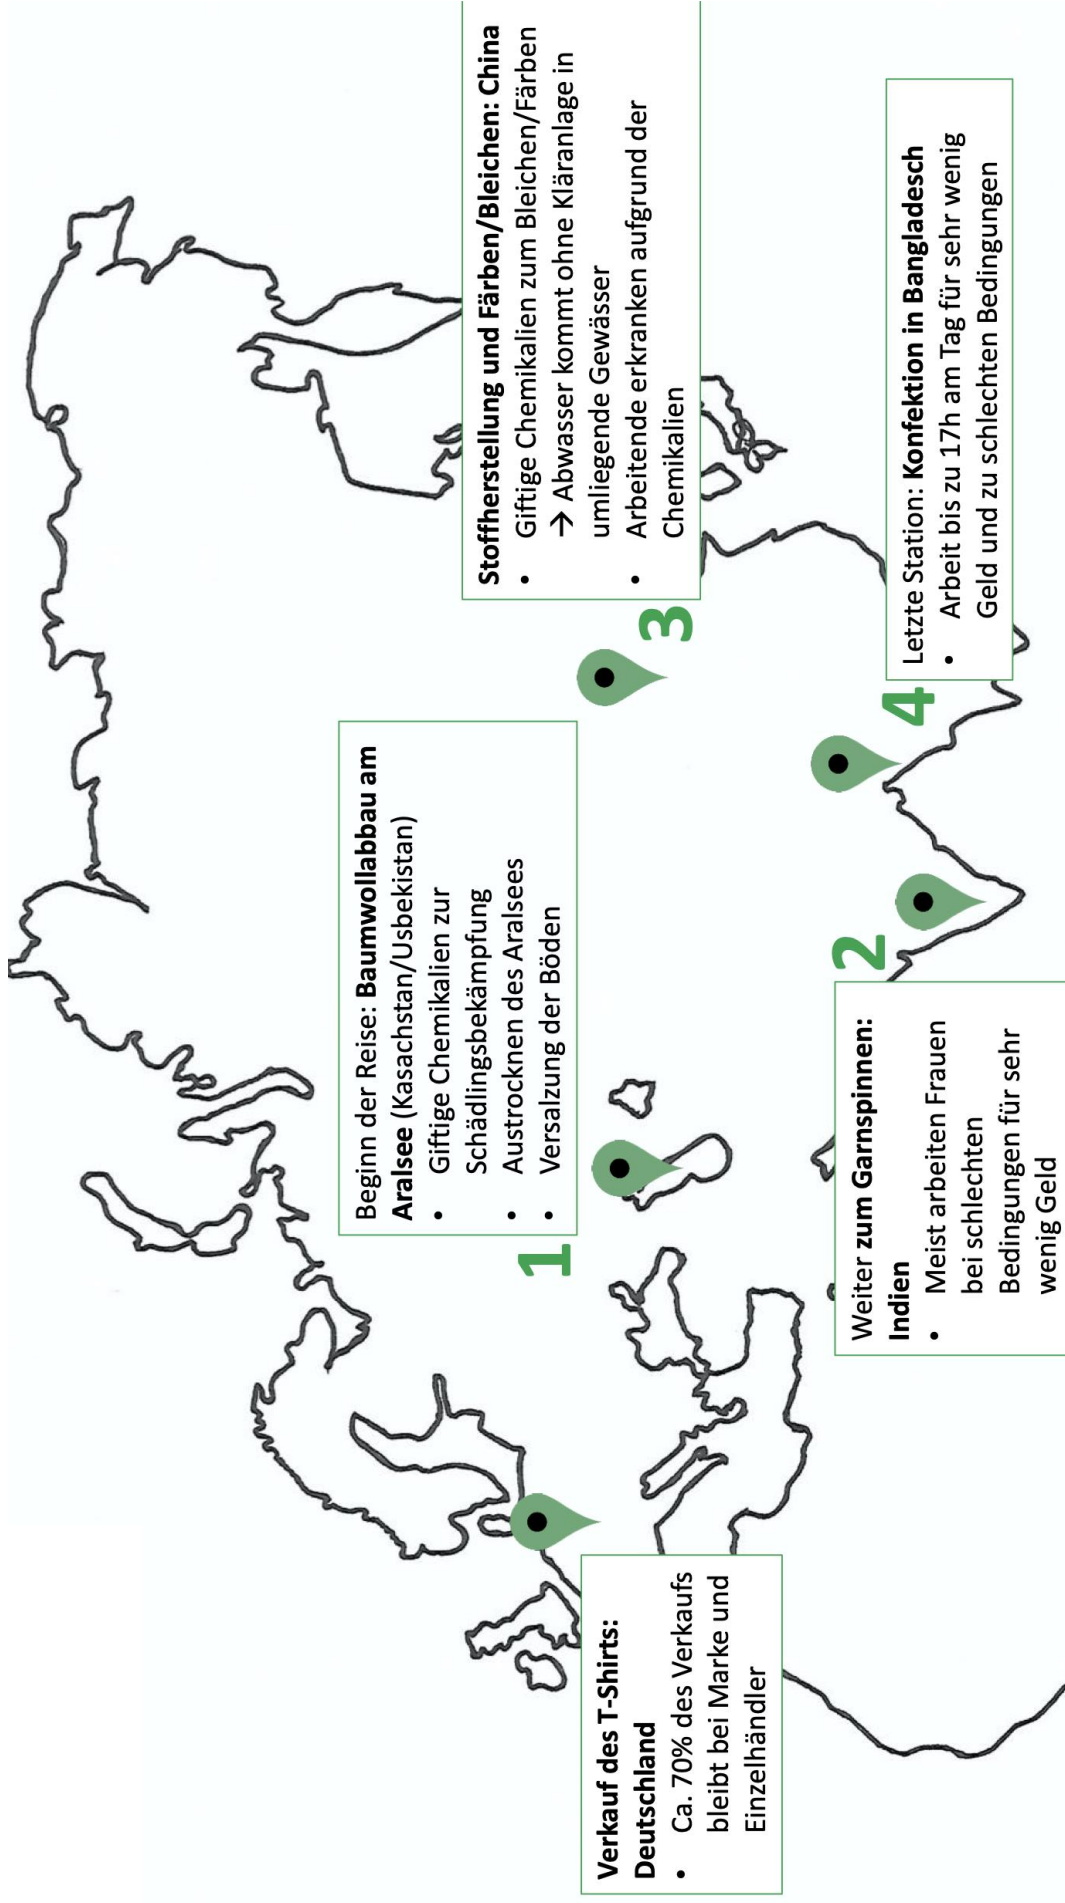 Beginn der Reise: Baumwollabbau am
Aralsee (Kasachstan/Usbekistan)
• Giftige Chemikalien zur
Schädlingsbekämpfung
• Austrocknen des Aralsees
• Versalzung der Böden
1
Weiter zum Garnspinnen:
Indien
• Meist arbeiten Frauen
bei schlechten
Bedingungen für sehr
wenig Geld
2
Stoffherstellung und Färben/Bleichen: China
• Giftige Chemikalien zum Bleichen/Färben
→ Abwasser kommt ohne Kläranlage in
umliegende Gewässer
• Arbeitende erkranken aufgrund der
Chemikalien
3
Letzte Station: Konfektion in Bangladesch
• Arbeit bis zu 17h am Tag für sehr wenig
Geld und zu schlechten Bedingungen
4
Verkauf des T-Shirts:
Deutschland
• Ca. 70% des Verkaufs
bleibt bei Marke und
Einzelhändler